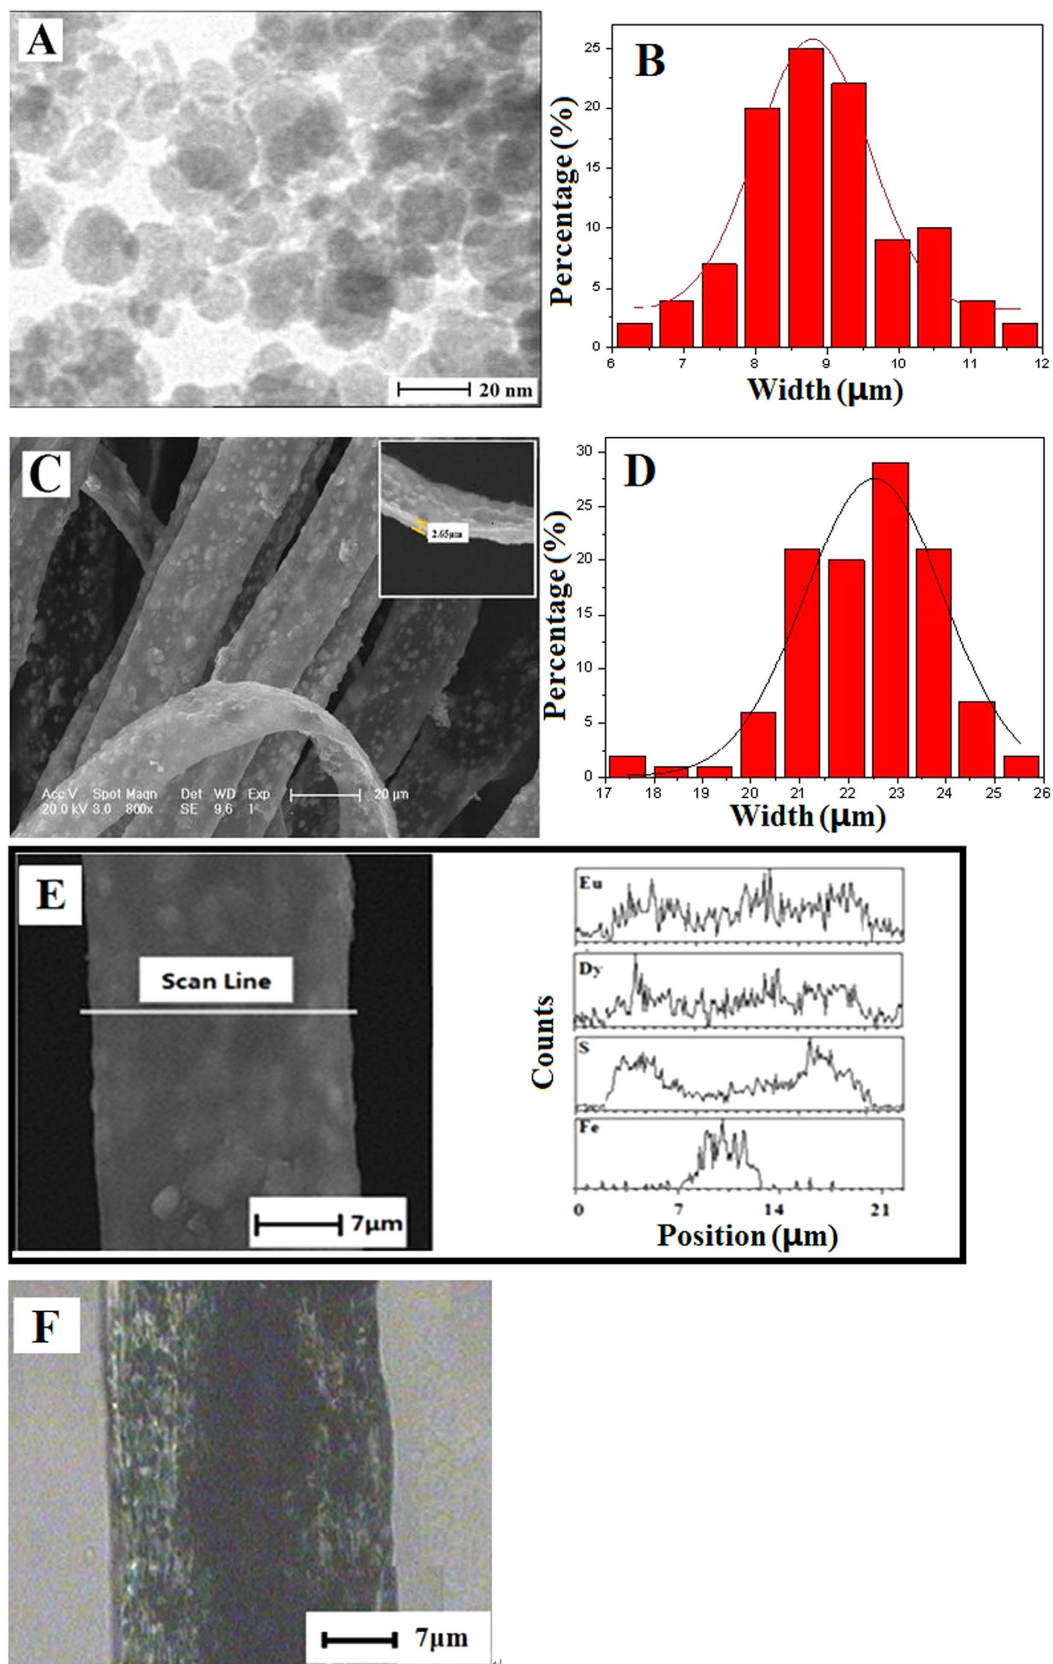 A
20 nm
B
Percentage (%)
25
20
15
10
5
0
6 7 8 9 10 11 12
Width (μm)
C
2.65μm
Acc.V Spot Magn Det WD Exp
20.0 kV 3.0 800x SE 9.6 1
20 μm
D
Percentage (%)
30
25
20
15
10
5
0
17 18 19 20 21 22 23 24 25 26
Width (μm)
E
Scan Line
7μm
Counts
Eu
Dy
S
Fe
0 7 14 21
Position (μm)
F
7μm